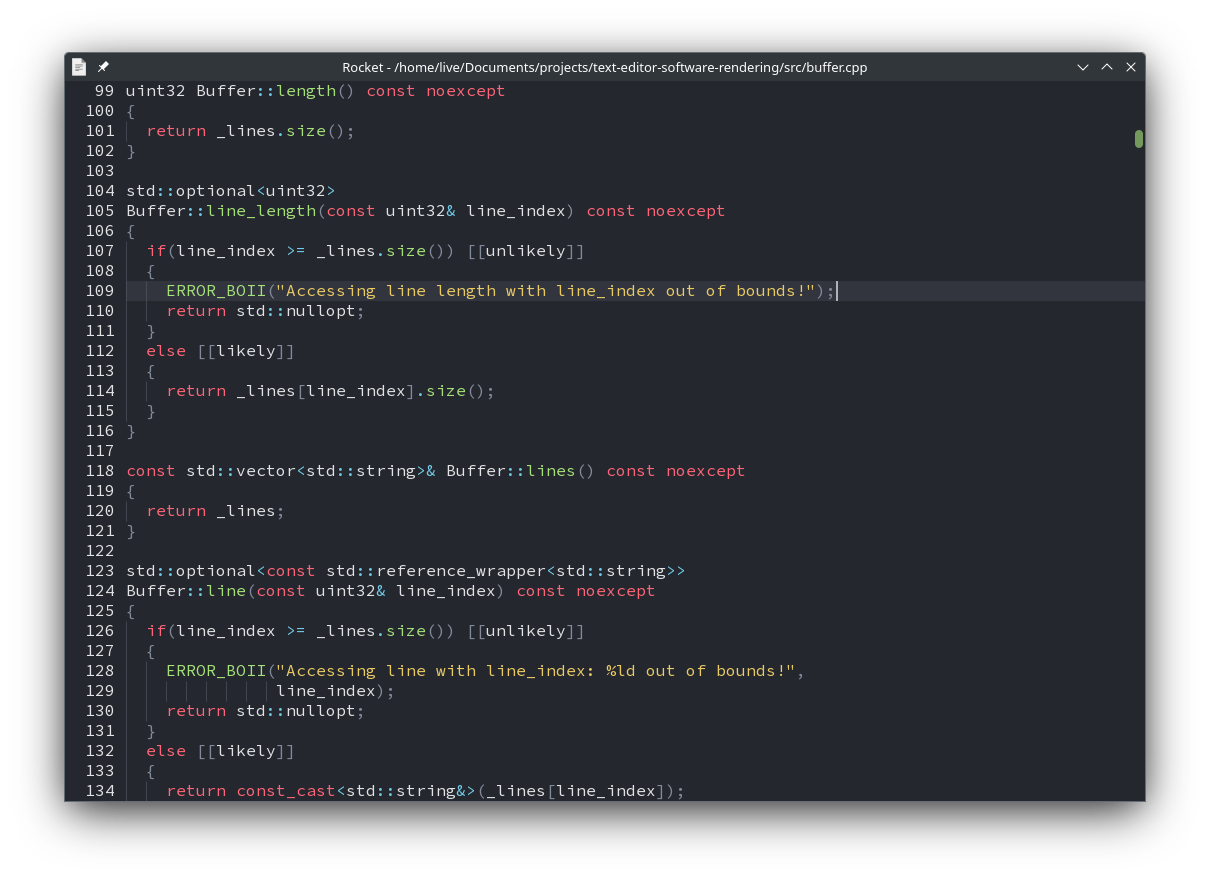 Rocket - /home/live/Documents/projects/text-editor-software-rendering/src/buffer.cpp
99 uint32 Buffer::length() const noexcept
100 {
101   return _lines.size();
102 }
103
104 std::optional<uint32>
105 Buffer::line_length(const uint32& line_index) const noexcept
106 {
107   if(line_index >= _lines.size()) [[unlikely]]
108   {
109     ERROR_BOII("Accessing line length with line_index out of bounds!");
110     return std::nullopt;
111   }
112   else [[likely]]
113   {
114     return _lines[line_index].size();
115   }
116 }
117
118 const std::vector<std::string>& Buffer::lines() const noexcept
119 {
120   return _lines;
121 }
122
123 std::optional<const std::reference_wrapper<std::string>>
124 Buffer::line(const uint32& line_index) const noexcept
125 {
126   if(line_index >= _lines.size()) [[unlikely]]
127   {
128     ERROR_BOII("Accessing line with line_index: %ld out of bounds!",
129                line_index);
130     return std::nullopt;
131   }
132   else [[likely]]
133   {
134     return const_cast<std::string&>(_lines[line_index]);